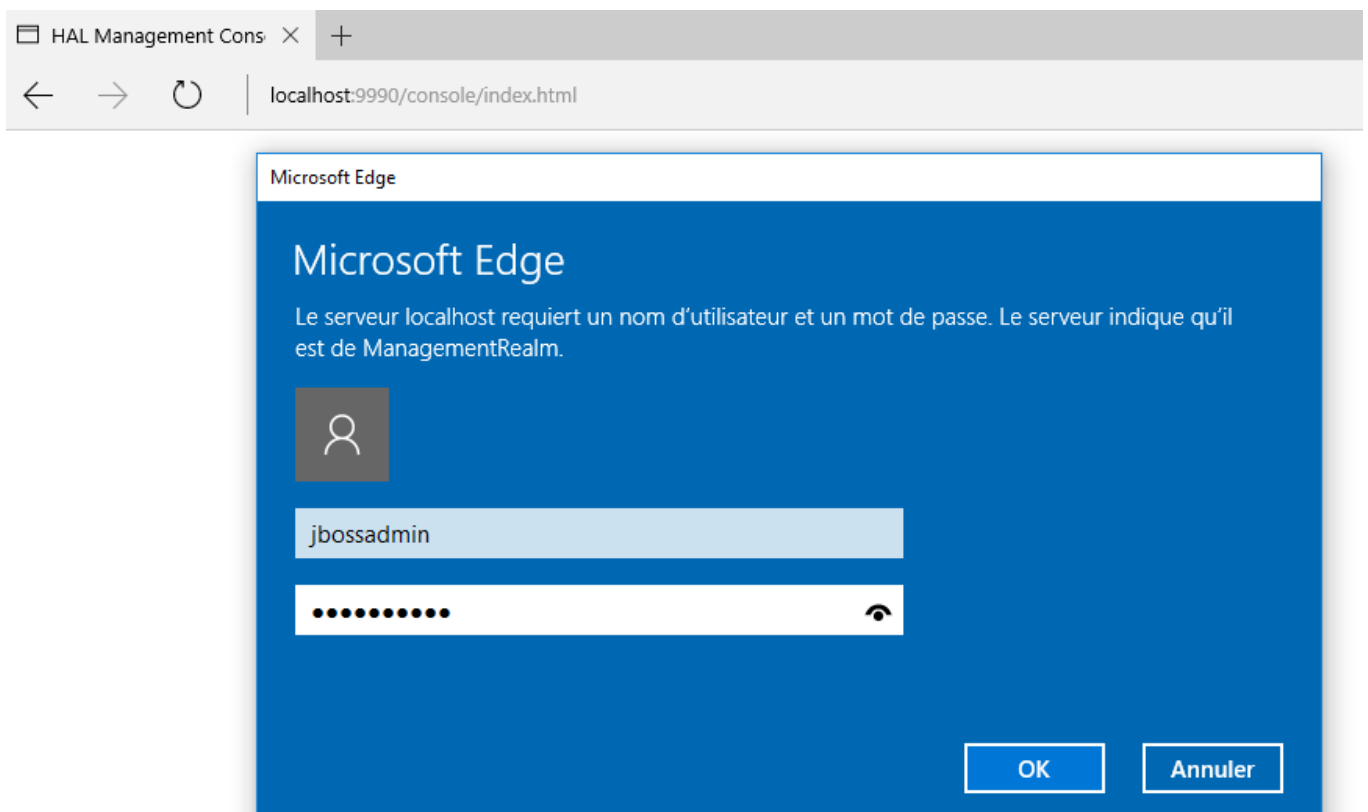 HAL Management Cons
localhost:9990/console/index.html
Microsoft Edge
Microsoft Edge
Le serveur localhost requiert un nom d’utilisateur et un mot de passe. Le serveur indique qu’il
est de ManagementRealm.
jbossadmin
••••••••••
OK Annuler